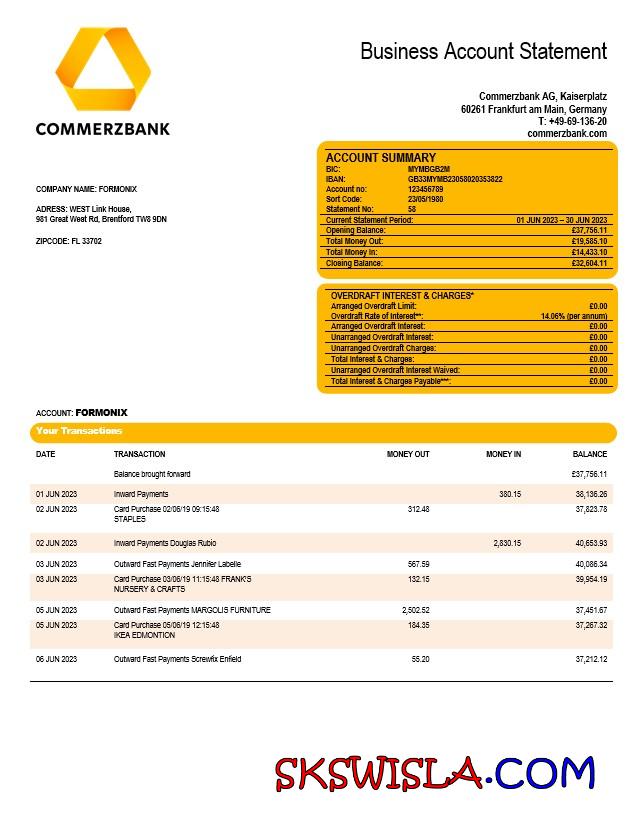 COMMERZBANK
Business Account Statement
Commerzbank AG, Kaiserplatz
60261 Frankfurt am Main, Germany
T: +49-69-136-20
commerzbank.com
COMPANY NAME: FORMONIX
ADRESS: WEST Link House,
981 Great West Rd, Brentford TW8 9DN
ZIPCODE: FL 33702
ACCOUNT SUMMARY
BIC: MYMBGB2M
IBAN: GB33MYMB23058020353822
Account no: 123456789
Sort Code: 23/05/1980
Statement No: 58
Current Statement Period: 01 JUN 2023 – 30 JUN 2023
Opening Balance: £37,756.11
Total Money Out: £19,585.10
Total Money In: £14,433.10
Closing Balance: £32,604.11
OVERDRAFT INTEREST & CHARGES*
Arranged Overdraft Limit: £0.00
Overdraft Rate of Interest**: 14.06% (per annum)
Arranged Overdraft Interest: £0.00
Unarranged Overdraft Interest: £0.00
Unarranged Overdraft Charges: £0.00
Total Interest & Charges: £0.00
Unarranged Overdraft Interest Waived: £0.00
Total Interest & Charges Payable***: £0.00
ACCOUNT: FORMONIX
Your Transactions
DATE TRANSACTION MONEY OUT MONEY IN BALANCE
Balance brought forward £37,756.11
01 JUN 2023 Inward Payments 380.15 38,136.26
02 JUN 2023 Card Purchase 02/06/19 09:15:48 312.48 37,823.78
STAPLES
02 JUN 2023 Inward Payments Douglas Rubio 2,830.15 40,653.93
03 JUN 2023 Outward Fast Payments Jennifer Labelle 567.59 40,086.34
03 JUN 2023 Card Purchase 03/06/19 11:15:48 FRANK'S 132.15 39,954.19
NURSERY & CRAFTS
05 JUN 2023 Outward Fast Payments MARGOLIS FURNITURE 2,502.52 37,451.67
05 JUN 2023 Card Purchase 05/06/19 12:15:48 184.35 37,267.32
IKEA EDMONTION
06 JUN 2023 Outward Fast Payments Screwfix Enfield 55.20 37,212.12
SKSWISLA.COM